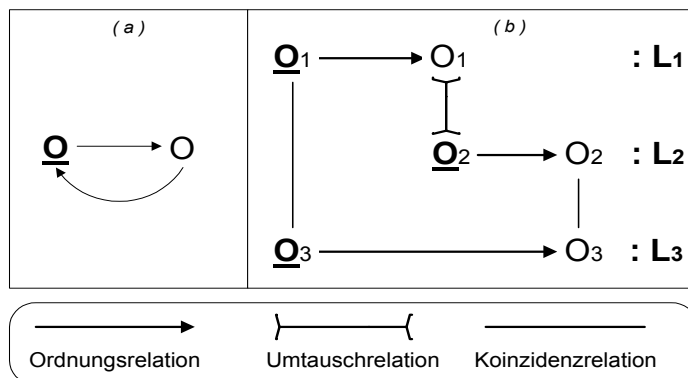 ( a )
( b )
O1 O1 : L1
O O
O2 O2 : L2
O3 O3 : L3
Ordnungsrelation Umtauschrelation Koinzidenzrelation